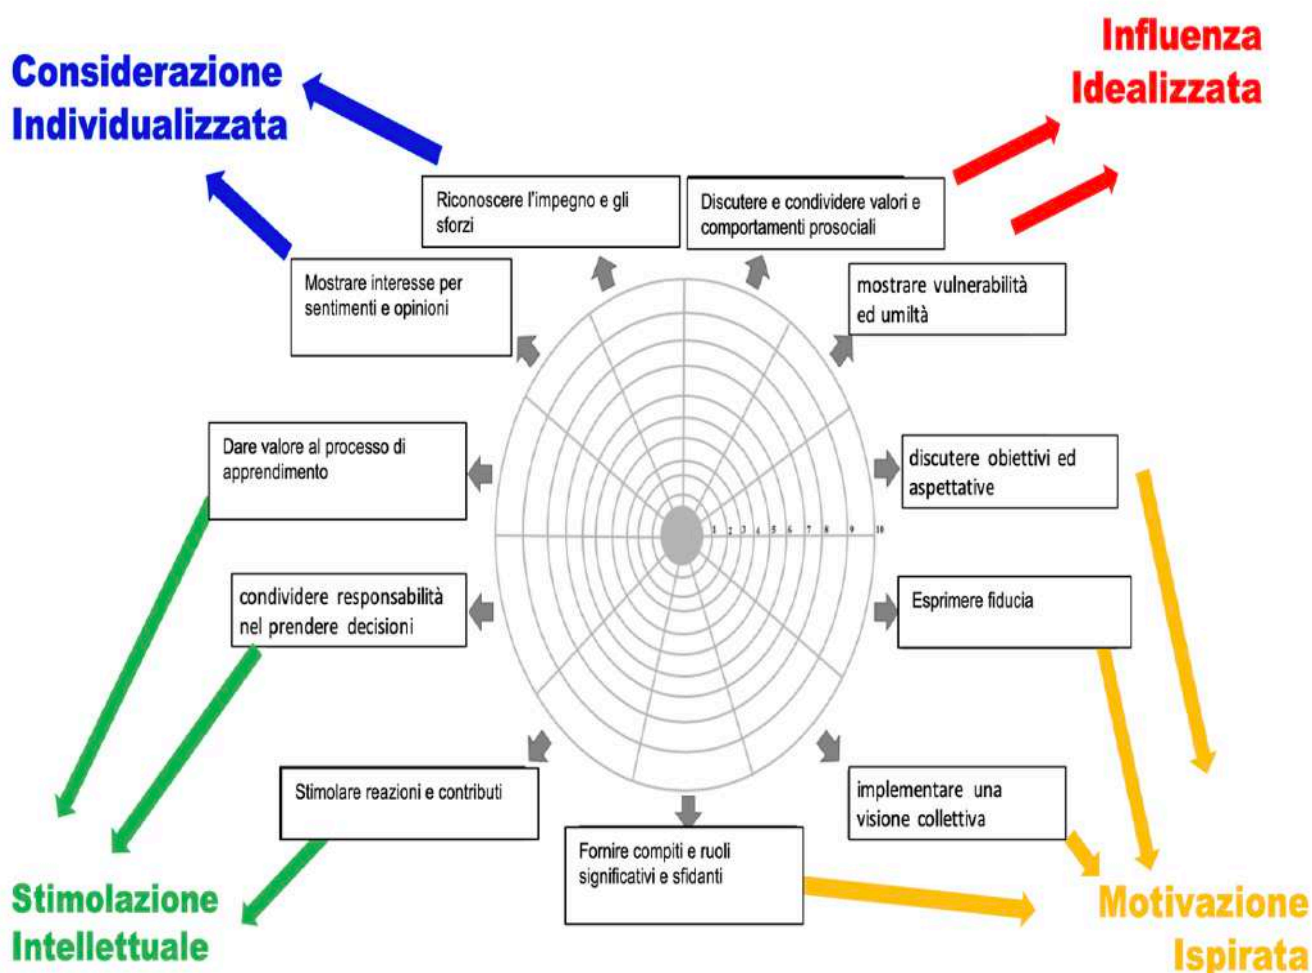 Considerazione
Individualizzata
Influenza
Idealizzata
Riconoscere l'impegno e gli
sforzi
Discutere e condividere valori e
comportamenti prosociali
Mostrare interesse per
sentimenti e opinioni
mostrare vulnerabilità
ed umiltà
Dare valore al processo di
apprendimento
discutere obiettivi ed
aspettative
1 2 3 4 5 6 7 8 9 10
condividere responsabilità
nel prendere decisioni
Esprimere fiducia
Stimolare reazioni e contributi
implementare una
visione collettiva
Fornire compiti e ruoli
significativi e sfidanti
Stimolazione
Intellettuale
Motivazione
Ispirata